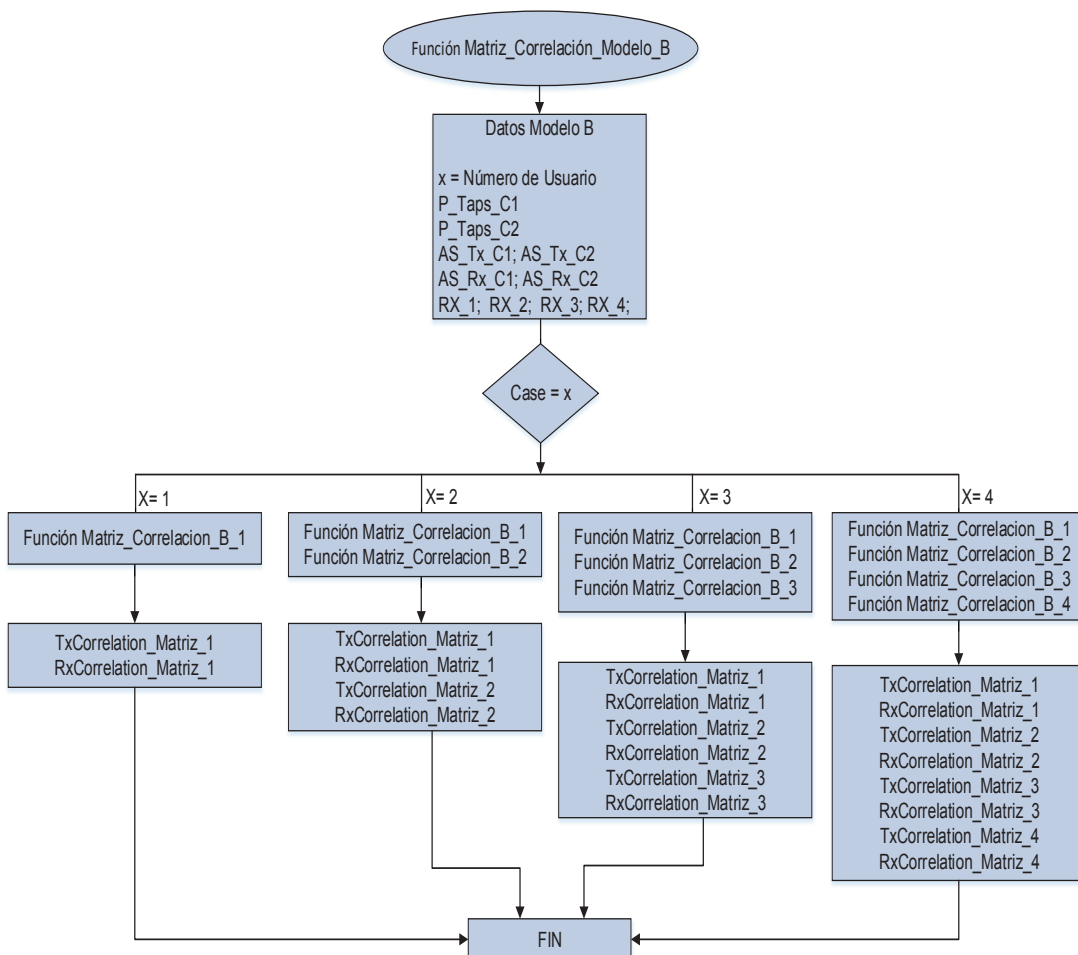 Función Matriz_Correlación_Modelo_B
Datos Modelo B
x = Número de Usuario
P_Taps_C1
P_Taps_C2
AS_Tx_C1; AS_Tx_C2
AS_Rx_C1; AS_Rx_C2
RX_1; RX_2; RX_3; RX_4;
Case = x
X= 1
Función Matriz_Correlacion_B_1
TxCorrelation_Matriz_1
RxCorrelation_Matriz_1
X= 2
Función Matriz_Correlacion_B_1
Función Matriz_Correlacion_B_2
TxCorrelation_Matriz_1
RxCorrelation_Matriz_1
TxCorrelation_Matriz_2
RxCorrelation_Matriz_2
X= 3
Función Matriz_Correlacion_B_1
Función Matriz_Correlacion_B_2
Función Matriz_Correlacion_B_3
TxCorrelation_Matriz_1
RxCorrelation_Matriz_1
TxCorrelation_Matriz_2
RxCorrelation_Matriz_2
TxCorrelation_Matriz_3
RxCorrelation_Matriz_3
X= 4
Función Matriz_Correlacion_B_1
Función Matriz_Correlacion_B_2
Función Matriz_Correlacion_B_3
Función Matriz_Correlacion_B_4
TxCorrelation_Matriz_1
RxCorrelation_Matriz_1
TxCorrelation_Matriz_2
RxCorrelation_Matriz_2
TxCorrelation_Matriz_3
RxCorrelation_Matriz_3
TxCorrelation_Matriz_4
RxCorrelation_Matriz_4
FIN